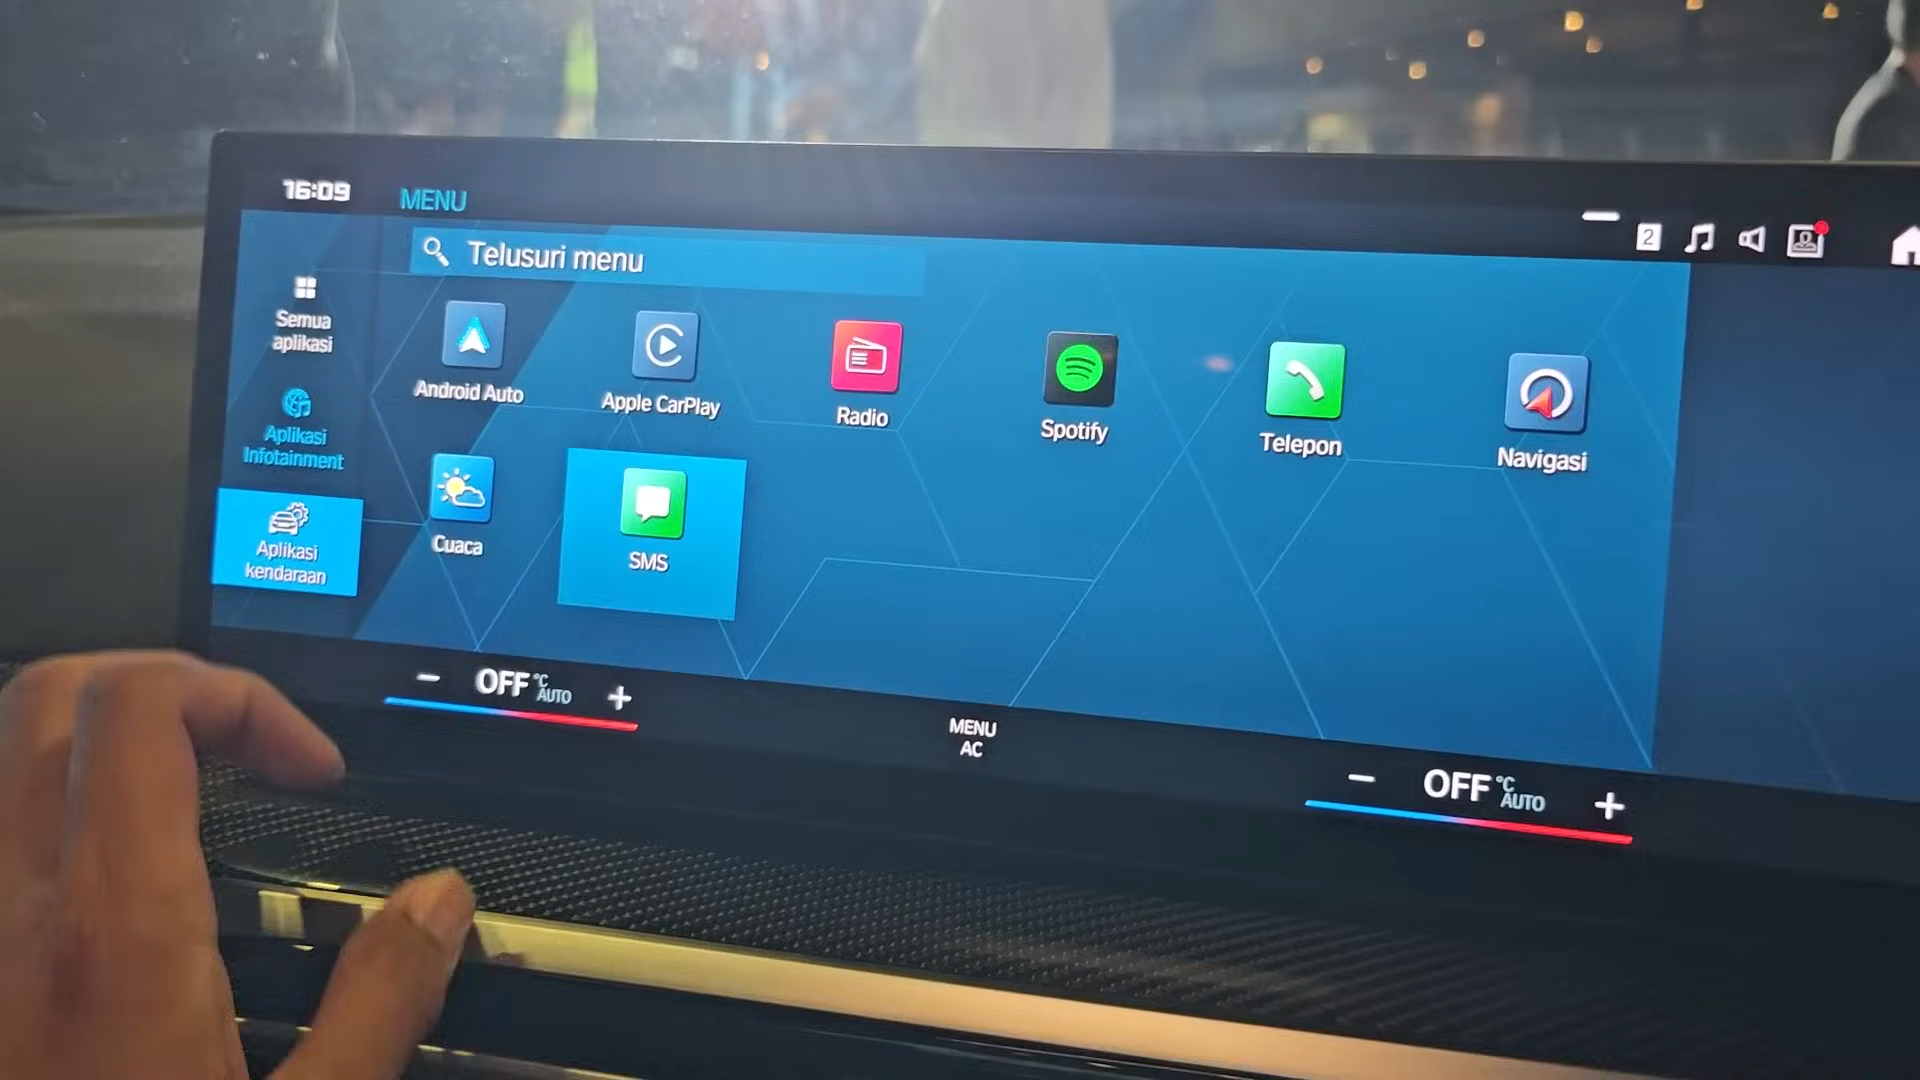 16:09
MENU
2
Telusuri menu
Semua
aplikasi
Aplikasi
Infotainment
Aplikasi
kendaraan
Android Auto
Apple CarPlay
Radio
Spotify
Telepon
Navigasi
Cuaca
SMS
− OFF °C AUTO +
MENU
AC
− OFF °C AUTO +